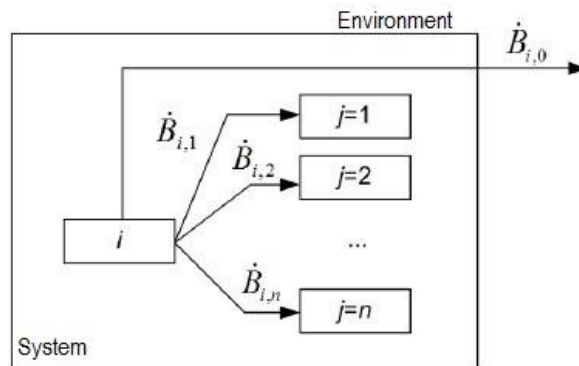 Environment
Ḃi,0
j=1
Ḃi,1
Ḃi,2
j=2
i
...
Ḃi,n
j=n
System